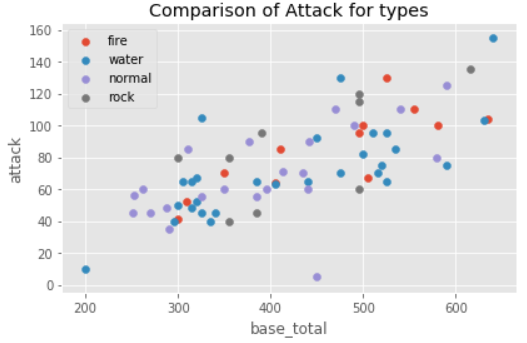 Comparison of Attack for types
fire
water
normal
rock
160
140
120
100
80
60
40
20
0
attack
200
300
400
500
600
base_total